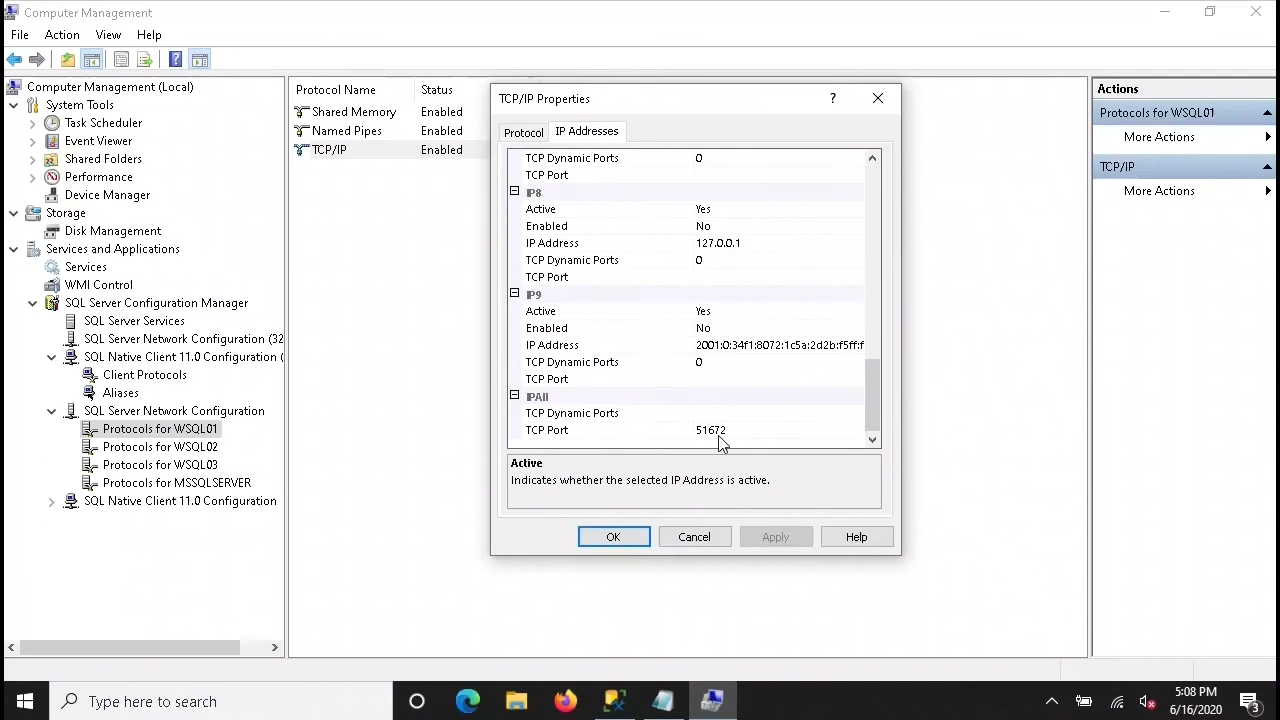 Computer Management
File Action View Help
Computer Management (Local)
System Tools
Task Scheduler
Event Viewer
Shared Folders
Performance
Device Manager
Storage
Disk Management
Services and Applications
Services
WMI Control
SQL Server Configuration Manager
SQL Server Services
SQL Server Network Configuration (32
SQL Native Client 11.0 Configuration (
Client Protocols
Aliases
SQL Server Network Configuration
Protocols for WSQL01
Protocols for WSQL02
Protocols for WSQL03
Protocols for MSSQLSERVER
SQL Native Client 11.0 Configuration
Protocol Name Status
Shared Memory Enabled
Named Pipes Enabled
TCP/IP Enabled
TCP/IP Properties ?
Protocol IP Addresses
TCP Dynamic Ports 0
TCP Port
IP8
Active Yes
Enabled No
IP Address 127.0.0.1
TCP Dynamic Ports 0
TCP Port
IP9
Active Yes
Enabled No
IP Address 2001:0:34f1:8072:1c5a:2d2b:f5ff:f
TCP Dynamic Ports 0
TCP Port
IPAll
TCP Dynamic Ports
TCP Port 51672
Active
Indicates whether the selected IP Address is active.
OK Cancel Apply Help
Actions
Protocols for WSQL01
More Actions
TCP/IP
More Actions
Type here to search
5:08 PM
6/16/2020
3